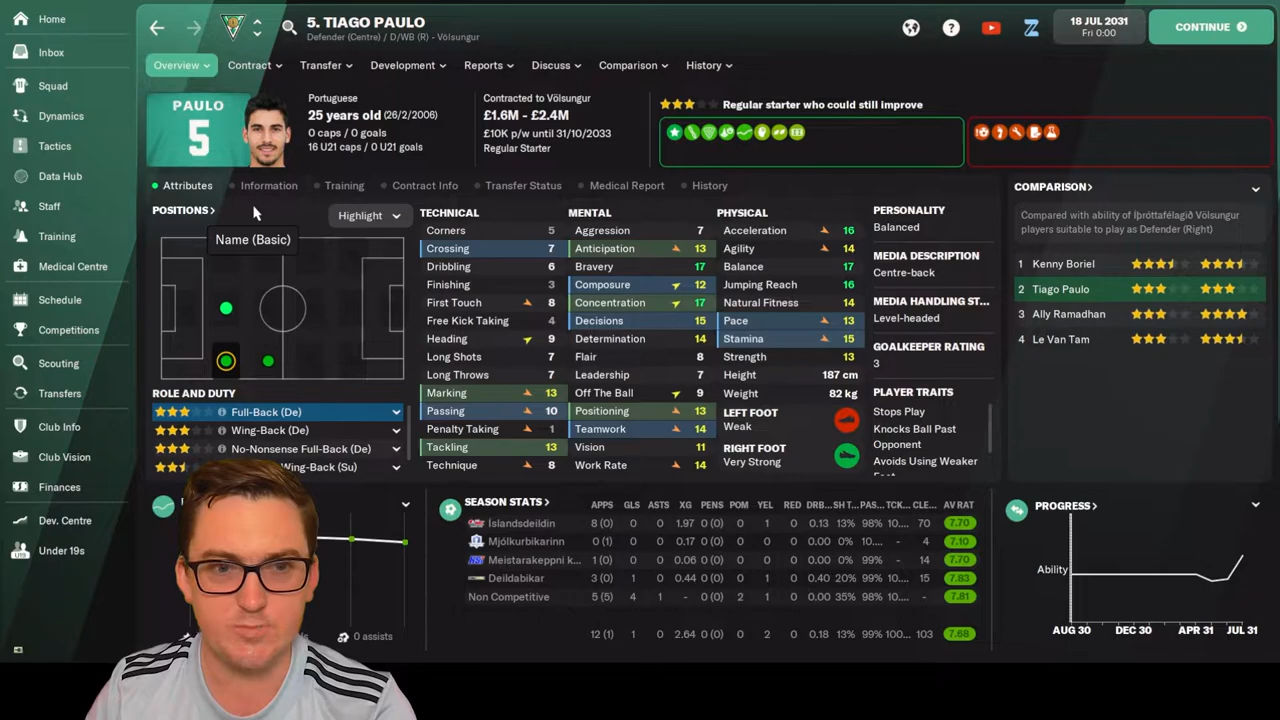 Home
Inbox
Squad
Dynamics
Tactics
Data Hub
Staff
Training
Medical Centre
Schedule
Competitions
Scouting
Transfers
Club Info
Club Vision
Finances
Dev. Centre
Under 19s
5. TIAGO PAULO
Defender (Centre) / D/WB (R) - Völsungur
18 JUL 2031
Fri 0:00
CONTINUE
Overview
Contract
Transfer
Development
Reports
Discuss
Comparison
History
PAULO
5
Portuguese
25 years old (26/2/2006)
0 caps / 0 goals
16 U21 caps / 0 U21 goals
Contracted to Völsungur
£1.6M - £2.4M
£10K p/w until 31/10/2033
Regular Starter
Regular starter who could still improve
Attributes
Information
Training
Contract Info
Transfer Status
Medical Report
History
POSITIONS
Highlight
Name (Basic)
ROLE AND DUTY
Full-Back (De)
Wing-Back (De)
No-Nonsense Full-Back (De)
Wing-Back (Su)
TECHNICAL
Corners 5
Crossing 7
Dribbling 6
Finishing 3
First Touch 8
Free Kick Taking 4
Heading 9
Long Shots 7
Long Throws 7
Marking 13
Passing 10
Penalty Taking 1
Tackling 13
Technique 8
MENTAL
Aggression 7
Anticipation 13
Bravery 17
Composure 12
Concentration 17
Decisions 15
Determination 14
Flair 8
Leadership 7
Off The Ball 9
Positioning 13
Teamwork 14
Vision 11
Work Rate 14
PHYSICAL
Acceleration 16
Agility 14
Balance 17
Jumping Reach 16
Natural Fitness 14
Pace 13
Stamina 15
Strength 13
Height 187 cm
Weight 82 kg
LEFT FOOT
Weak
RIGHT FOOT
Very Strong
PERSONALITY
Balanced
MEDIA DESCRIPTION
Centre-back
MEDIA HANDLING ST...
Level-headed
GOALKEEPER RATING
3
PLAYER TRAITS
Stops Play
Knocks Ball Past
Opponent
Avoids Using Weaker
COMPARISON
Compared with ability of Íþróttafélagið Völsungur
players suitable to play as Defender (Right)
1 Kenny Boriel
2 Tiago Paulo
3 Ally Ramadhan
4 Le Van Tam
0 assists
SEASON STATS
APPS GLS ASTS XG PENS POM YEL RED DRB... SH T... PAS... TCK... CLE... AV RAT
Íslandsdeildin 8 (0) 0 0 1.97 0 (0) 0 1 0 0.13 13% 98% 10.... 70 7.70
Mjólkurbikarinn 0 (1) 0 0 0.17 0 (0) 0 0 0 0.00 0% 10.... - 4 7.10
Meistarakeppni k... 1 (0) 0 0 0.06 0 (0) 0 0 0 0.00 0% 99% - 14 7.70
Deildabikar 3 (0) 1 0 0.44 0 (0) 0 1 0 0.40 20% 99% 10.... 15 7.83
Non Competitive 5 (5) 4 1 - 0 (0) 2 1 0 0.00 35% 98% 10.... - 7.81
12 (1) 1 0 2.64 0 (0) 0 2 0 0.18 13% 99% 100... 103 7.68
PROGRESS
Ability
AUG 30 DEC 30 APR 31 JUL 31